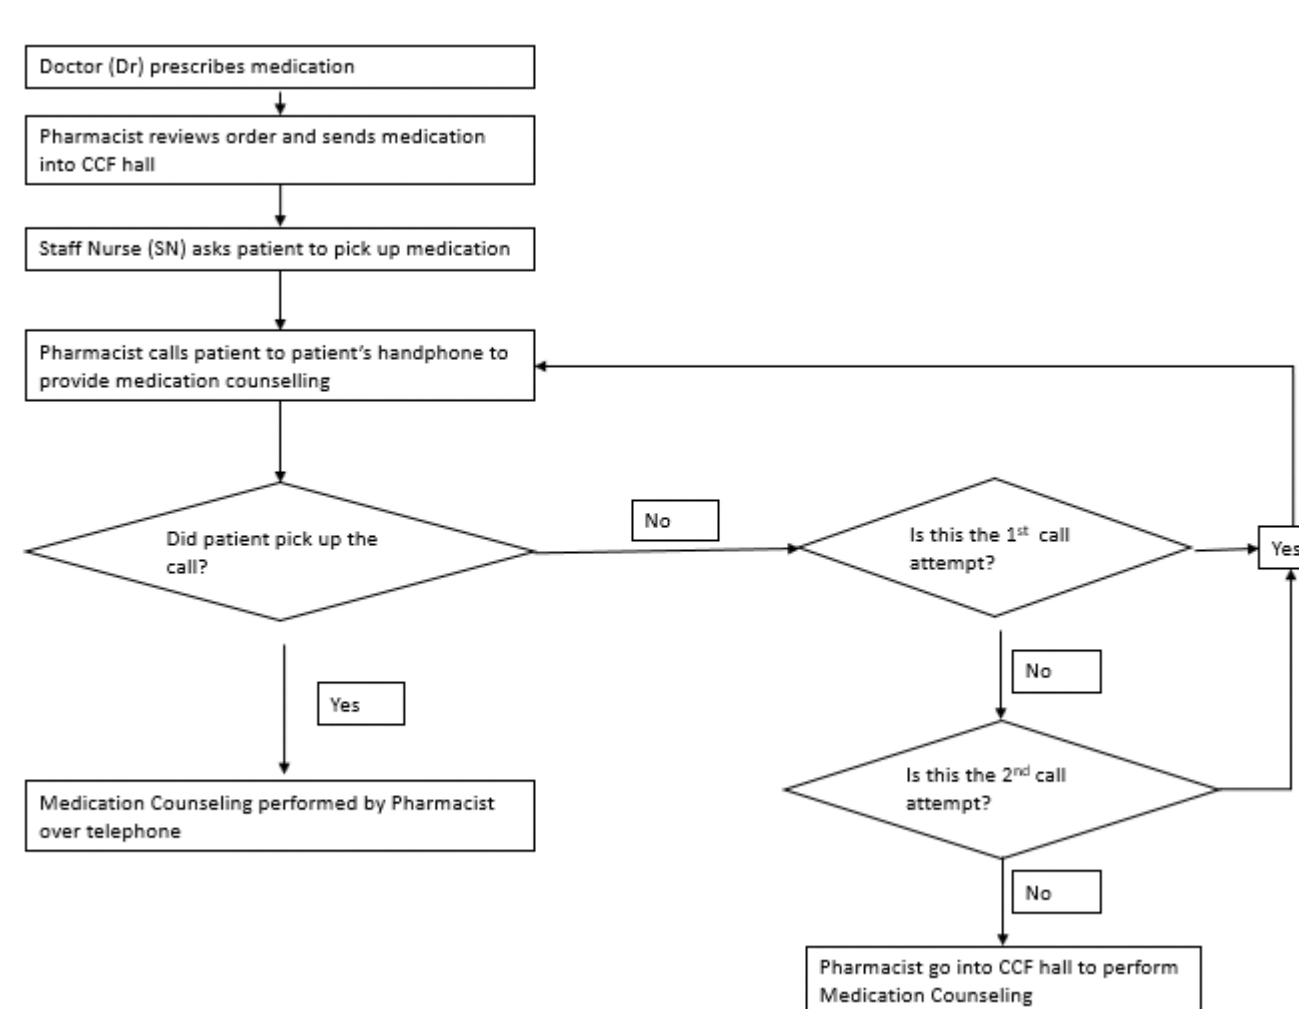 Doctor (Dr) prescribes medication
Pharmacist reviews order and sends medication
into CCF hall
Staff Nurse (SN) asks patient to pick up medication
Pharmacist calls patient to patient’s handphone to
provide medication counselling
Did patient pick up the
call?
No
Is this the 1st call
attempt?
Yes
No
Yes
Is this the 2nd call
attempt?
Medication Counseling performed by Pharmacist
over telephone
No
Pharmacist go into CCF hall to perform
Medication Counseling